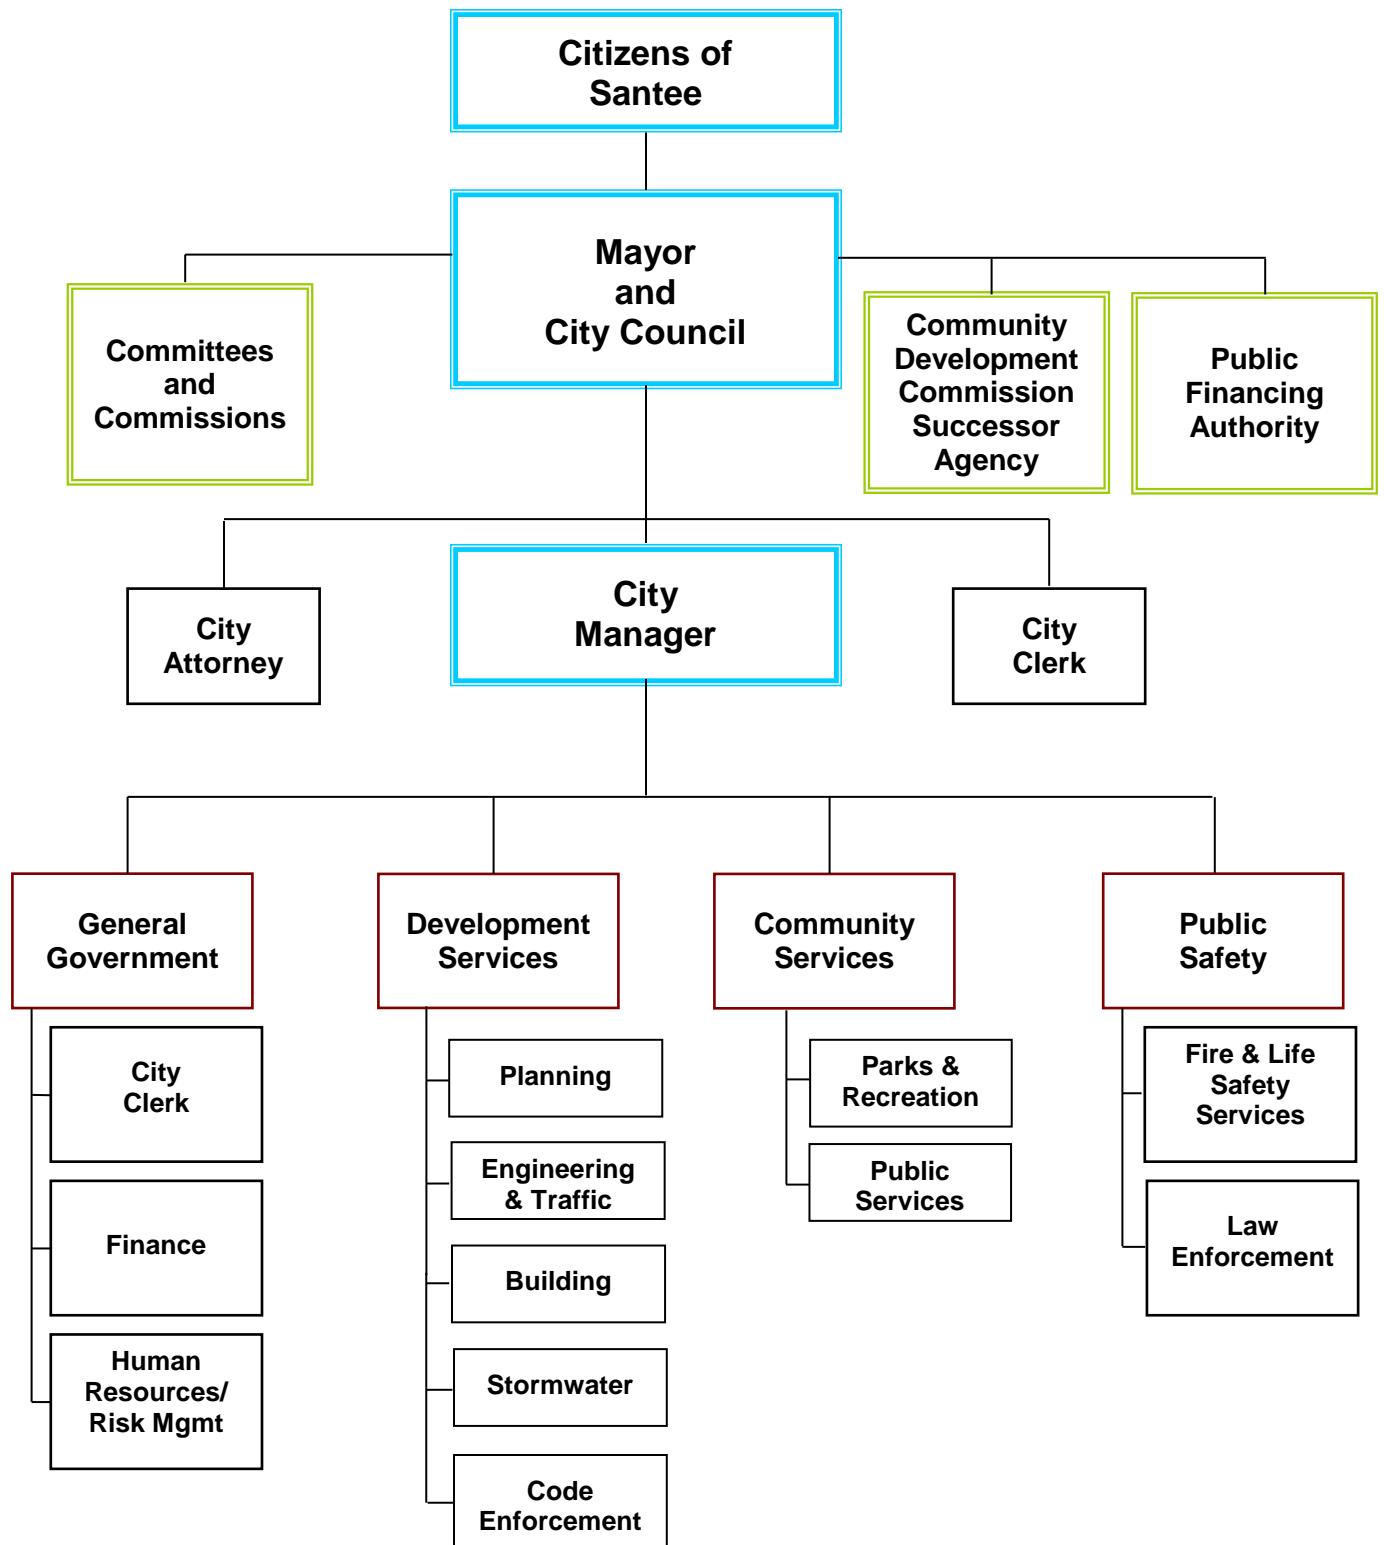 Citizens of
Santee
Mayor
and
City Council
Committees
and
Commissions
Community
Development
Commission
Successor
Agency
Public
Financing
Authority
City
Attorney
City
Manager
City
Clerk
General
Government
Development
Services
Community
Services
Public
Safety
City
Clerk
Finance
Human
Resources/
Risk Mgmt
Planning
Engineering
& Traffic
Building
Stormwater
Code
Enforcement
Parks &
Recreation
Public
Services
Fire & Life
Safety
Services
Law
Enforcement